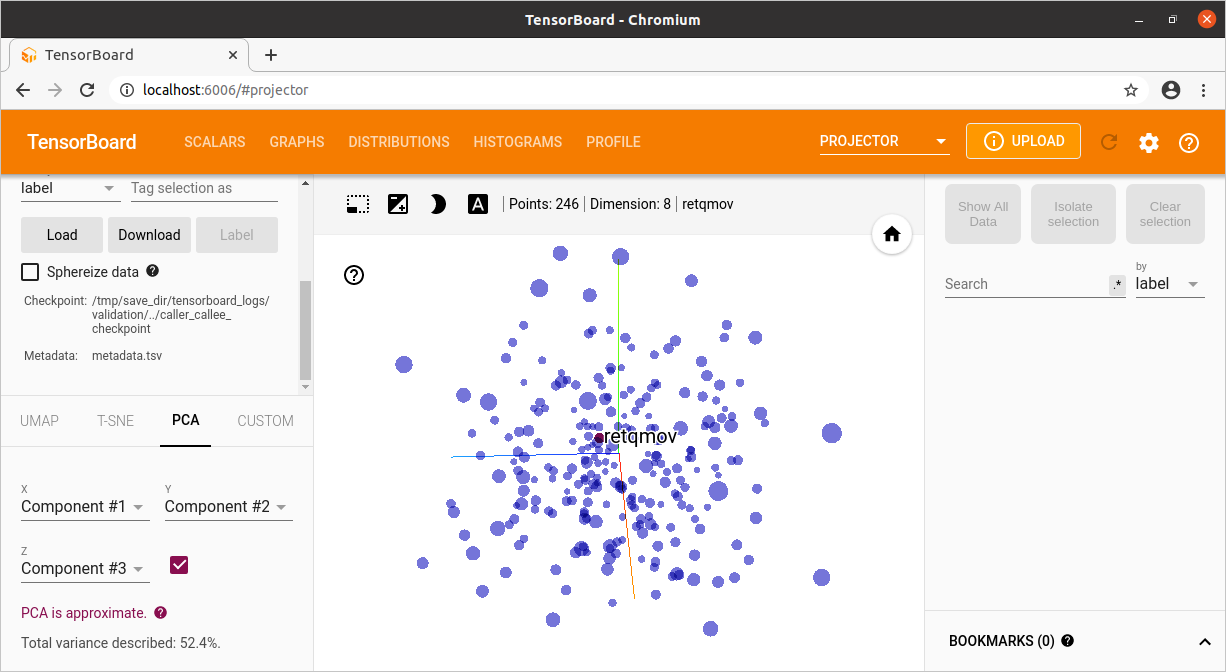 TensorBoard - Chromium
TensorBoard
localhost:6006/#projector
TensorBoard
SCALARS
GRAPHS
DISTRIBUTIONS
HISTOGRAMS
PROFILE
PROJECTOR
UPLOAD
label
Tag selection as
Load
Download
Label
Sphereize data
Checkpoint: /tmp/save_dir/tensorboard_logs/
validation/../caller_callee_
checkpoint
Metadata: metadata.tsv
UMAP
T-SNE
PCA
CUSTOM
X
Component #1
Y
Component #2
Z
Component #3
PCA is approximate.
Total variance described: 52.4%.
A
Points: 246
Dimension: 8
retqmov
retqmov
Show All
Data
Isolate
selection
Clear
selection
Search
.*
by
label
BOOKMARKS (0)